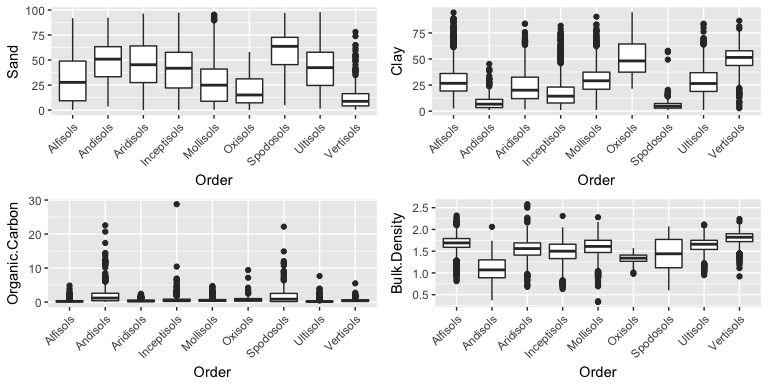 Sand
100
75
50
25
0
Alfisols
Andisols
Aridisols
Inceptisols
Mollisols
Oxisols
Spodosols
Ultisols
Vertisols
Order
Clay
75
50
25
0
Alfisols
Andisols
Aridisols
Inceptisols
Mollisols
Oxisols
Spodosols
Ultisols
Vertisols
Order
Organic.Carbon
30
20
10
0
Alfisols
Andisols
Aridisols
Inceptisols
Mollisols
Oxisols
Spodosols
Ultisols
Vertisols
Order
Bulk.Density
2.5
2.0
1.5
1.0
0.5
Alfisols
Andisols
Aridisols
Inceptisols
Mollisols
Oxisols
Spodosols
Ultisols
Vertisols
Order